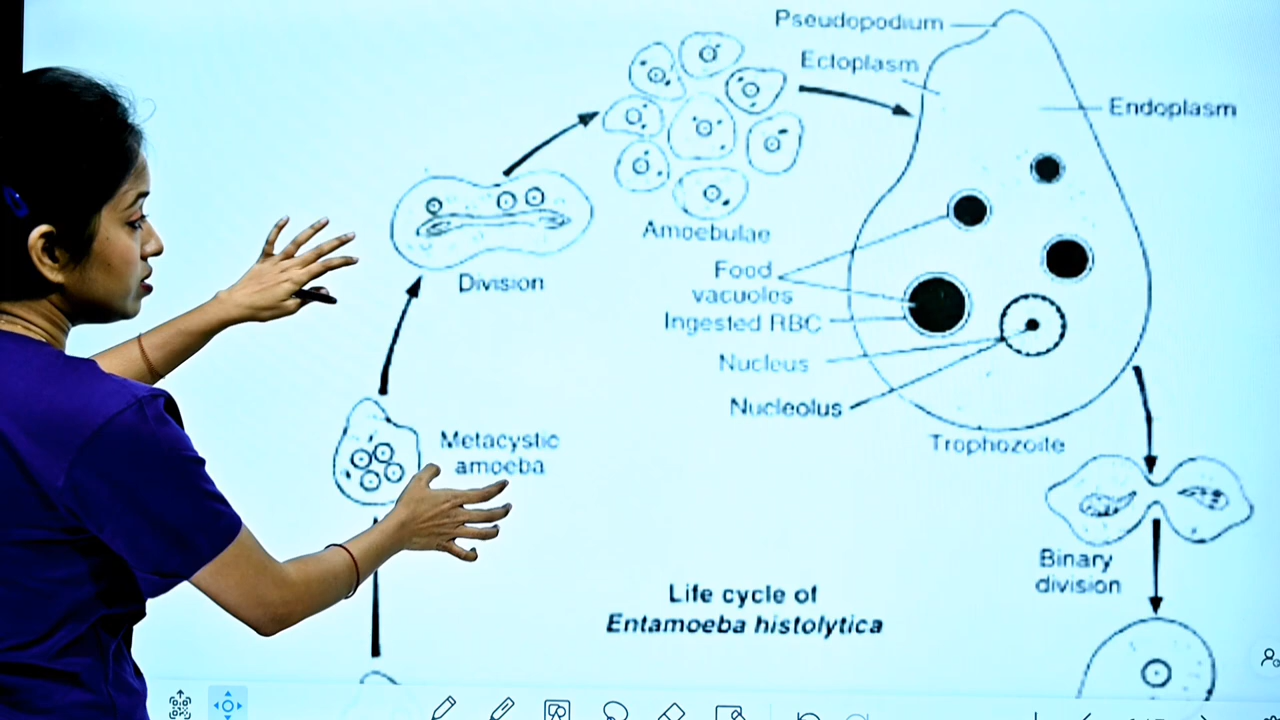 Pseudopodium
Ectoplasm
Endoplasm
Amoebulae
Division
Food
vacuoles
Ingested RBC
Nucleus
Nucleolus
Metacystic
amoeba
Trophozoite
Binary
division
Life cycle of
Entamoeba histolytica